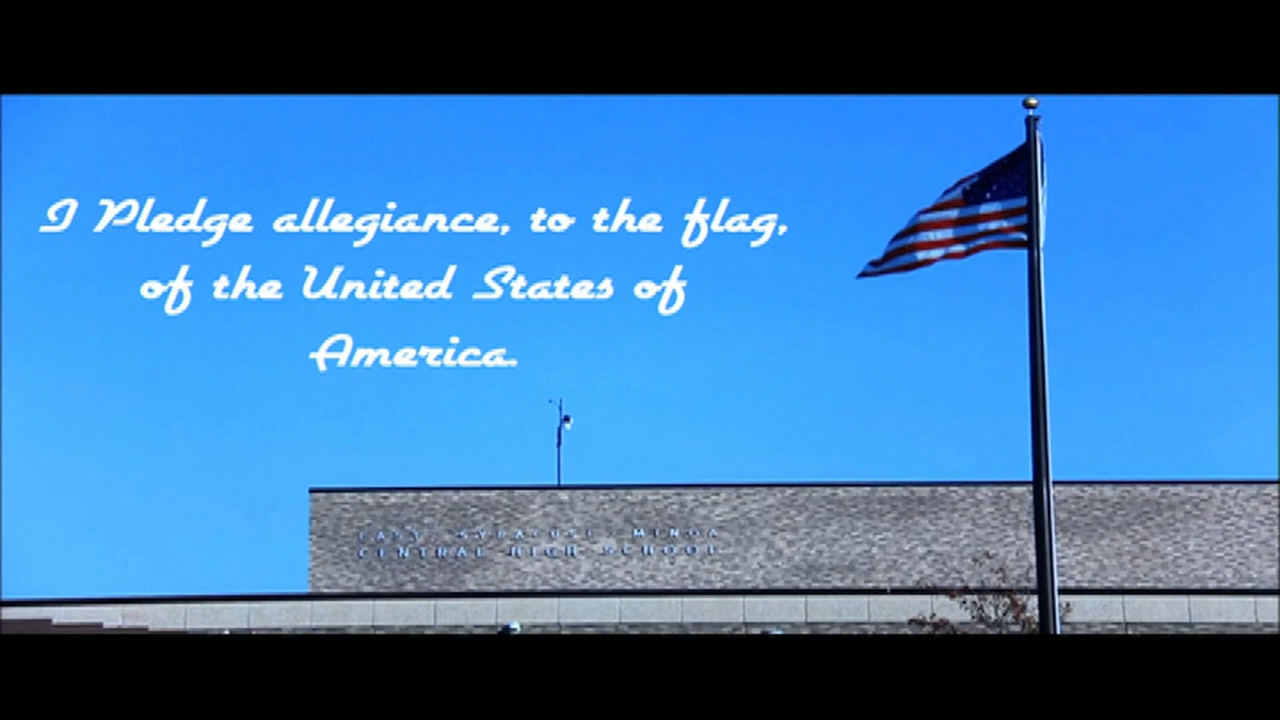 I Pledge allegiance, to the flag,
of the United States of
America.
EAST SYRACUSE MINOA
CENTRAL HIGH SCHOOL